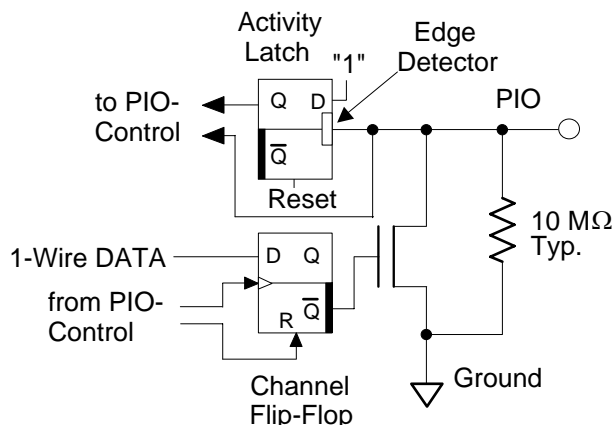 Activity
Latch
"1"
Edge
Detector
to PIO-
Control
Q
D
Q̅
Reset
PIO
10 MΩ
Typ.
1-Wire DATA
from PIO-
Control
D
Q
R
Q̅
Channel
Flip-Flop
Ground